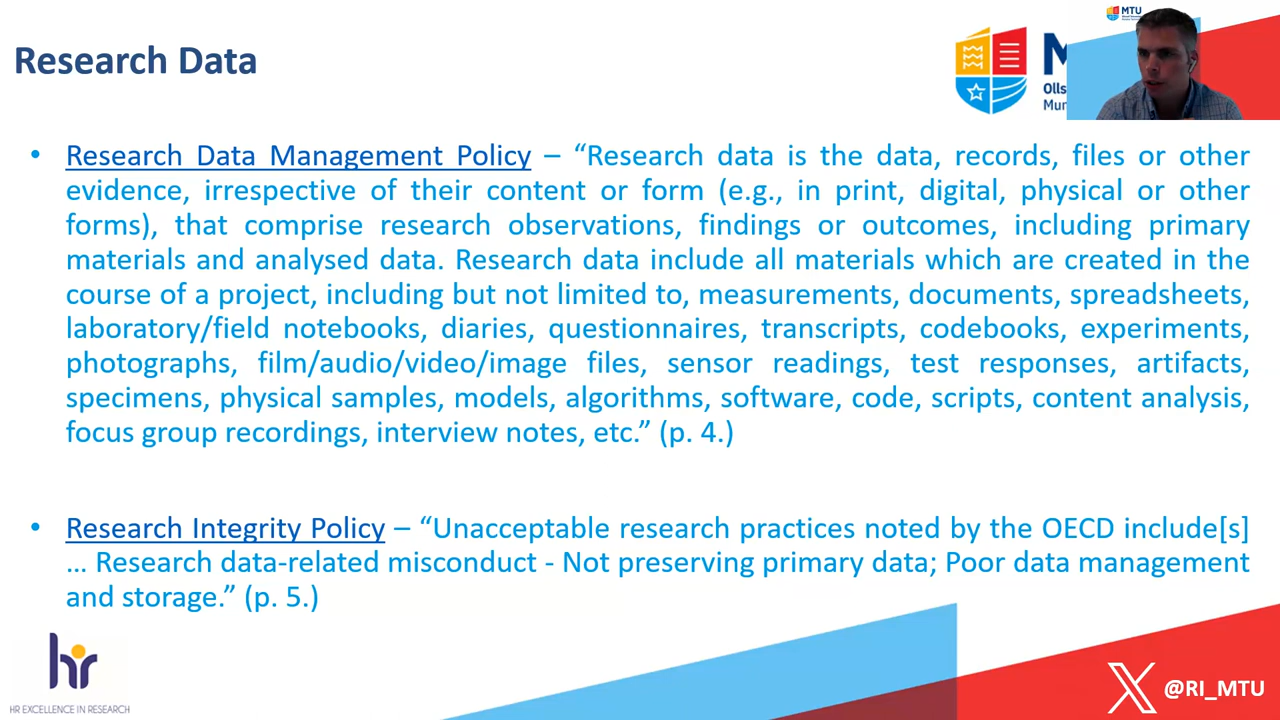 Research Data
MTU
M
Olls
Mur
• Research Data Management Policy – “Research data is the data, records, files or other
evidence, irrespective of their content or form (e.g., in print, digital, physical or other
forms), that comprise research observations, findings or outcomes, including primary
materials and analysed data. Research data include all materials which are created in the
course of a project, including but not limited to, measurements, documents, spreadsheets,
laboratory/field notebooks, diaries, questionnaires, transcripts, codebooks, experiments,
photographs, film/audio/video/image files, sensor readings, test responses, artifacts,
specimens, physical samples, models, algorithms, software, code, scripts, content analysis,
focus group recordings, interview notes, etc.” (p. 4.)
• Research Integrity Policy – “Unacceptable research practices noted by the OECD include[s]
… Research data-related misconduct - Not preserving primary data; Poor data management
and storage.” (p. 5.)
hr
HR EXCELLENCE IN RESEARCH
X @RI_MTU